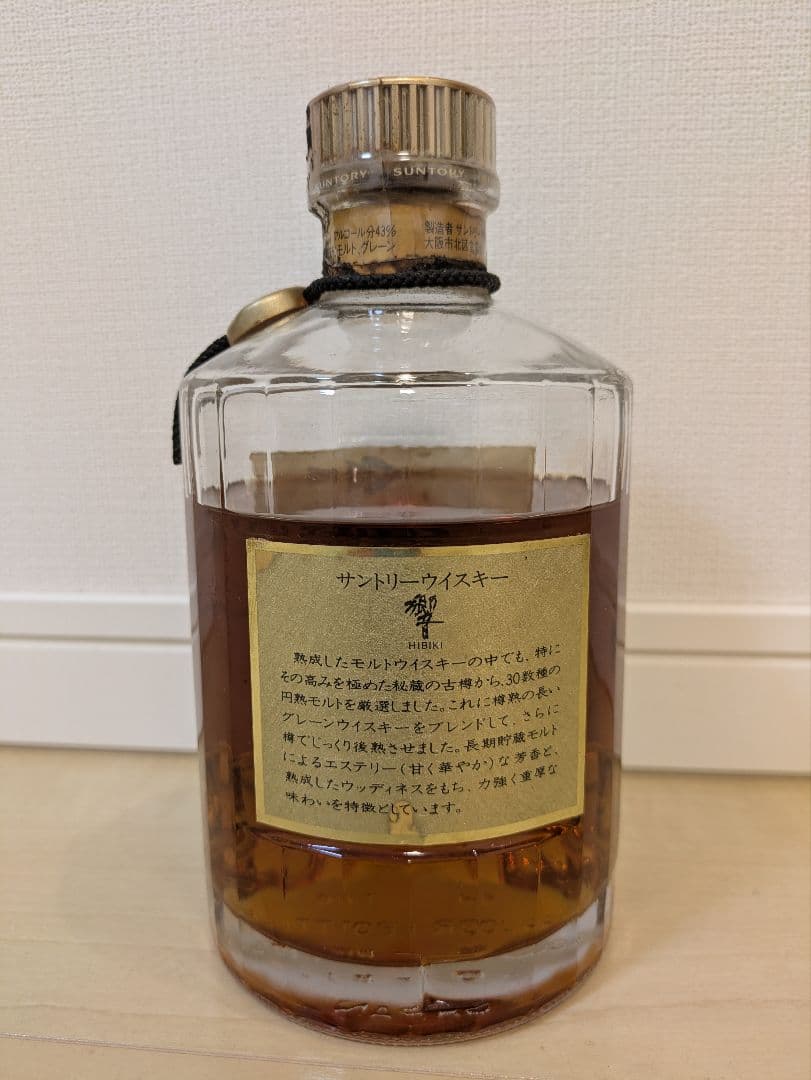 SUNTORY SUNTORY
アルコール分43%
モルト、グレーン
製造者 サントリー
大阪市北区堂
サントリーウイスキー
響
HIBIKI
熟成したモルトウイスキーの中でも、特に
その高みを極めた秘蔵の古樽から、30数種の
円熟モルトを厳選しました。これに樽熟の長い
グレーンウイスキーをブレンドして、さらに
樽でじっくり後熟させました。長期貯蔵モルト
によるエステリー(甘く華やか)な芳香と、
熟成したウッディネスをもち、力強く重厚な
味わいを特徴としています。